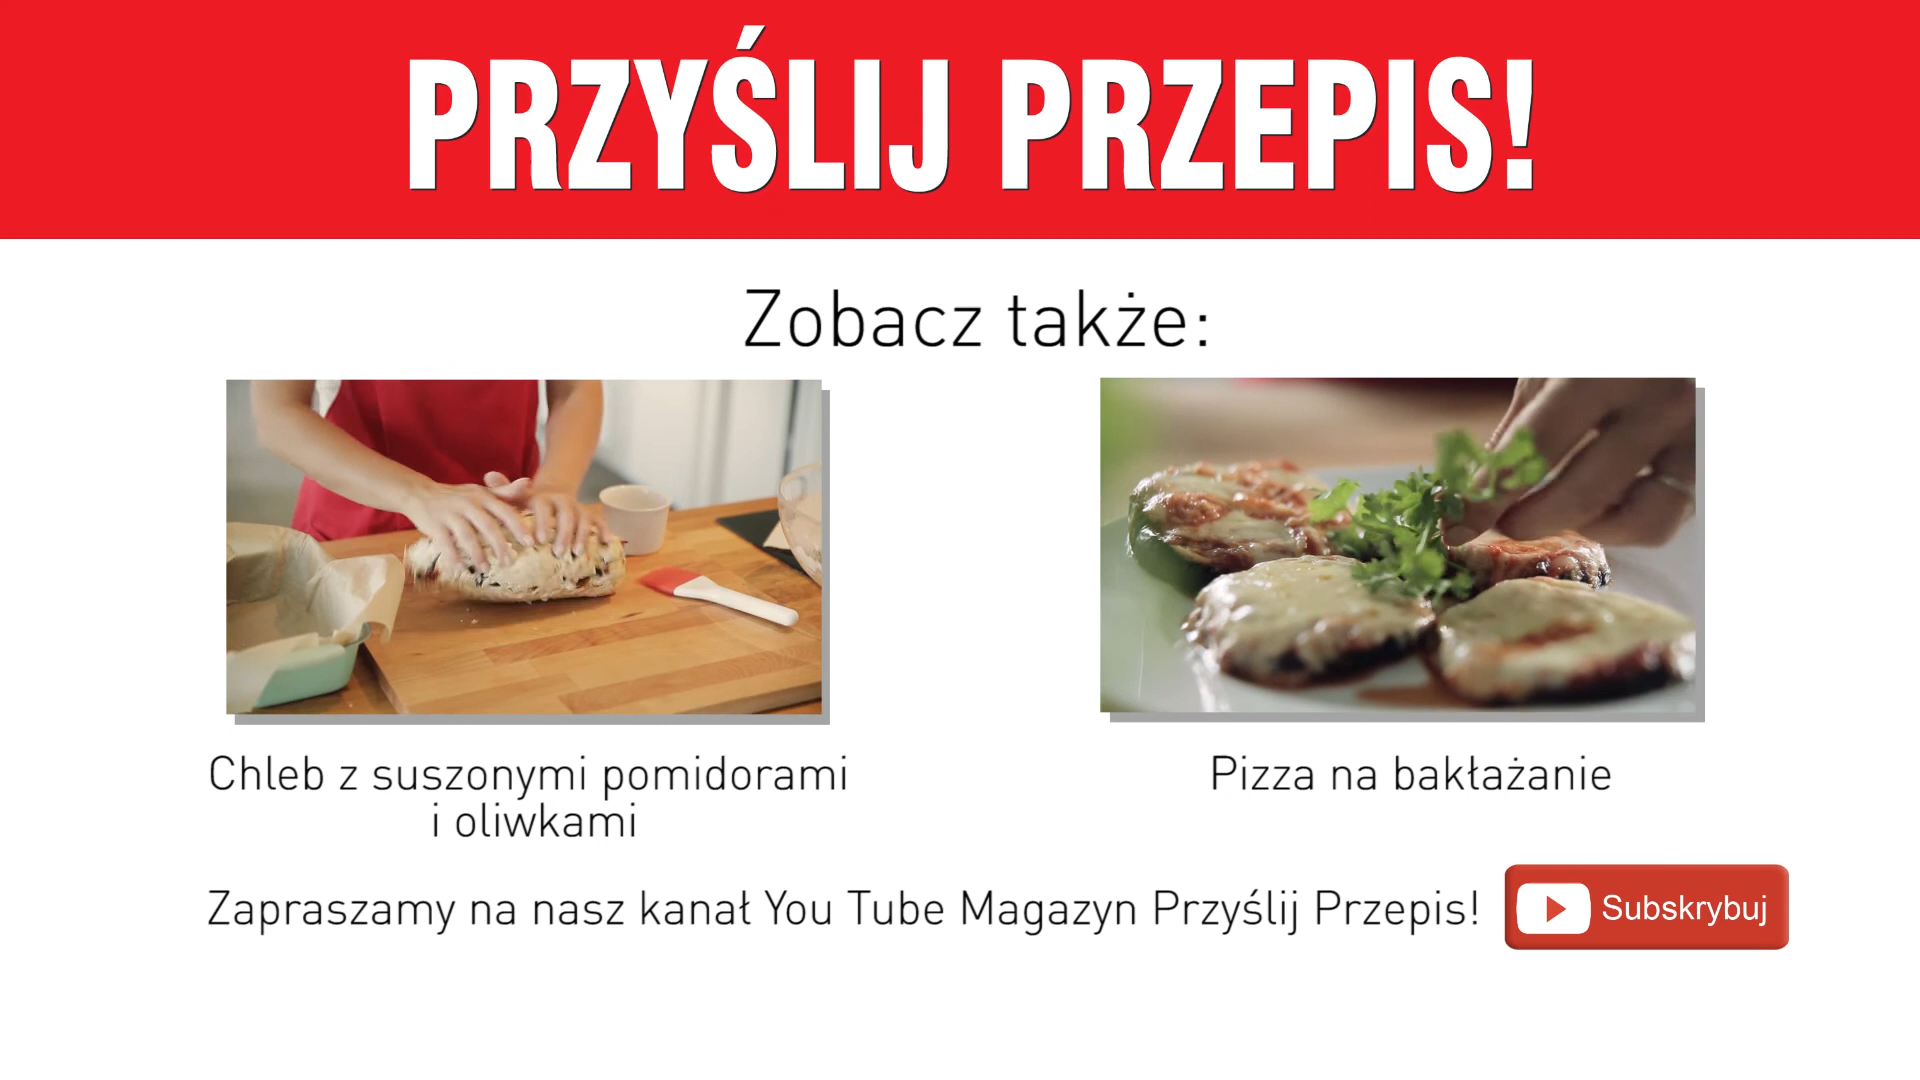 PRZYŚLIJ PRZEPIS!
Zobacz także:
Chleb z suszonymi pomidorami
i oliwkami
Pizza na bakłażanie
Zapraszamy na nasz kanał You Tube Magazyn Przyślij Przepis!
Subskrybuj